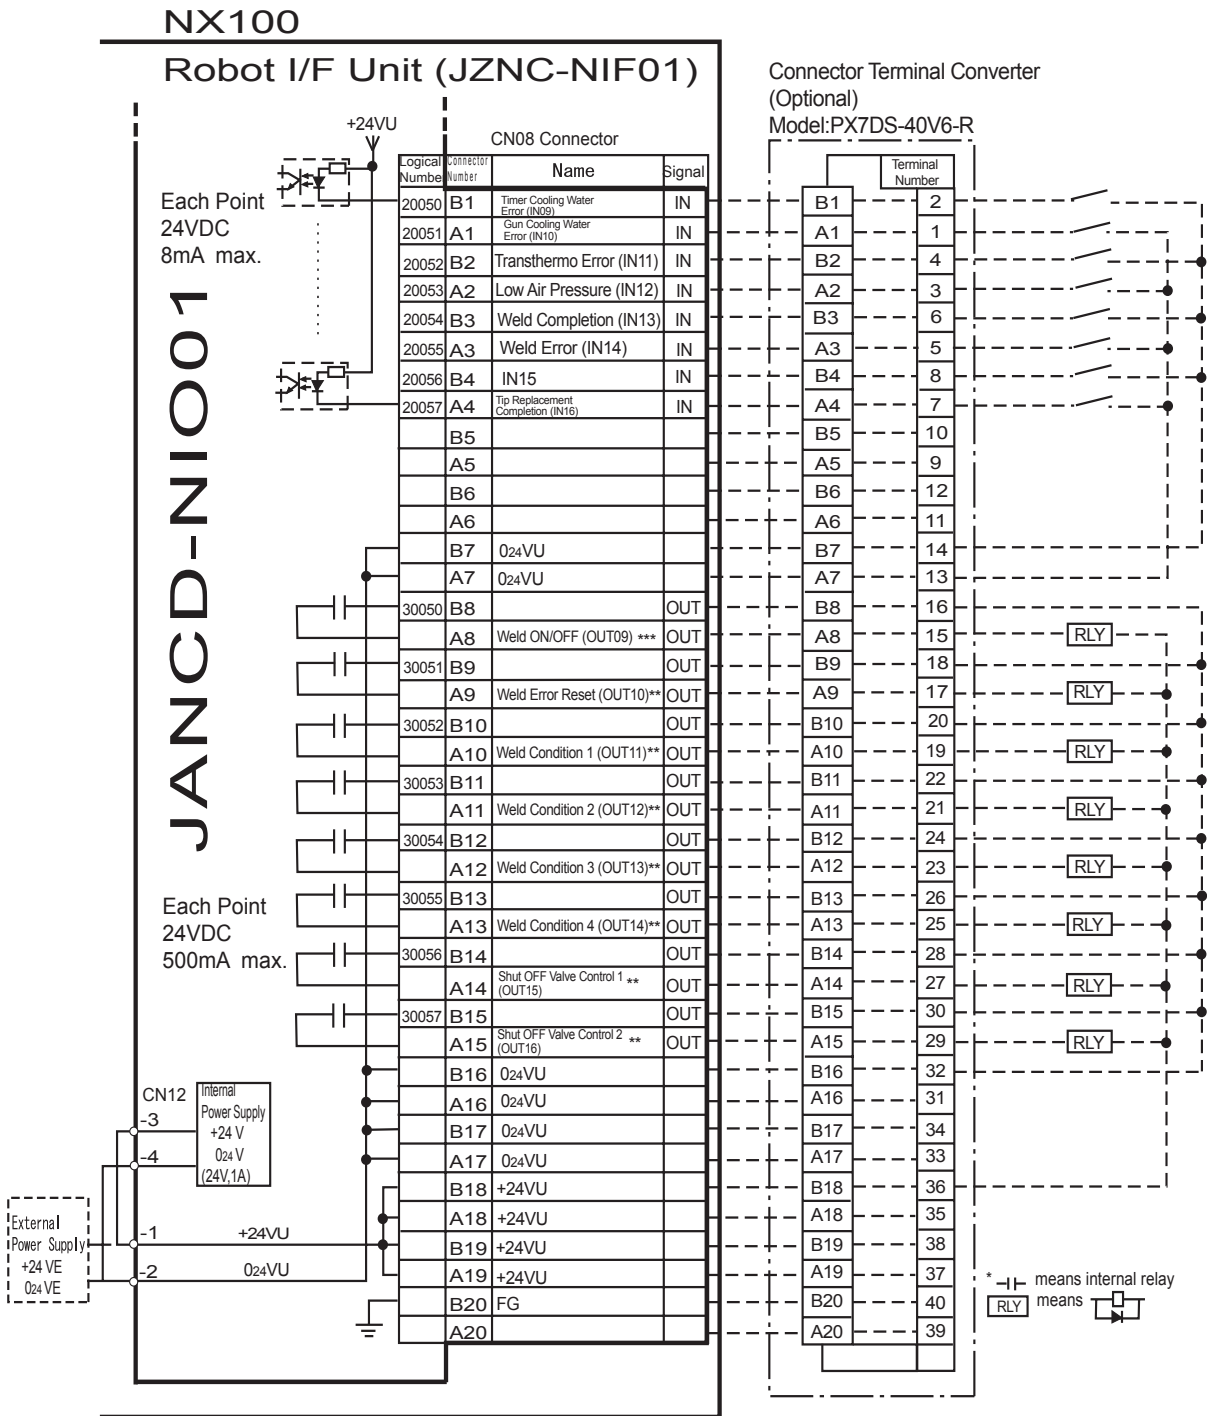 NX100
Robot I/F Unit (JZNC-NIF01)
Connector Terminal Converter
(Optional)
Model:PX7DS-40V6-R
+24VU
CN08 Connector
Logical Number Connector Number Name Signal
Terminal Number
Each Point
24VDC
8mA max.
JANCD-NIO01
20050 B1 Timer Cooling Water Error (IN09) IN B1 2
20051 A1 Gun Cooling Water Error (IN10) IN A1 1
20052 B2 Transthermo Error (IN11) IN B2 4
20053 A2 Low Air Pressure (IN12) IN A2 3
20054 B3 Weld Completion (IN13) IN B3 6
20055 A3 Weld Error (IN14) IN A3 5
20056 B4 IN15 IN B4 8
20057 A4 Tip Replacement Completion (IN16) IN A4 7
B5 B5 10
A5 A5 9
B6 B6 12
A6 A6 11
B7 024VU B7 14
A7 024VU A7 13
30050 B8 OUT B8 16
A8 Weld ON/OFF (OUT09) *** OUT A8 15 RLY
30051 B9 OUT B9 18
A9 Weld Error Reset (OUT10)** OUT A9 17 RLY
30052 B10 OUT B10 20
A10 Weld Condition 1 (OUT11)** OUT A10 19 RLY
30053 B11 OUT B11 22
A11 Weld Condition 2 (OUT12)** OUT A11 21 RLY
30054 B12 OUT B12 24
A12 Weld Condition 3 (OUT13)** OUT A12 23 RLY
Each Point
24VDC
500mA max.
30055 B13 OUT B13 26
A13 Weld Condition 4 (OUT14)** OUT A13 25 RLY
30056 B14 OUT B14 28
A14 Shut OFF Valve Control 1 (OUT15) ** OUT A14 27 RLY
30057 B15 OUT B15 30
A15 Shut OFF Valve Control 2 (OUT16) ** OUT A15 29 RLY
B16 024VU B16 32
A16 024VU A16 31
B17 024VU B17 34
A17 024VU A17 33
B18 +24VU B18 36
A18 +24VU A18 35
B19 +24VU B19 38
A19 +24VU A19 37
B20 FG B20 40
A20 A20 39
CN12
Internal
Power Supply
+24 V
024 V
(24V,1A)
-3
-4
-1 +24VU
-2 024VU
External
Power Supply
+24 VE
024 VE
* means internal relay
RLY means